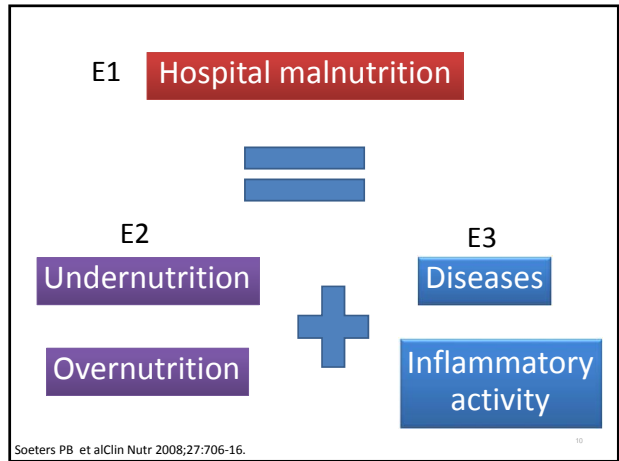 E1 Hospital malnutrition
E2
E3
Undernutrition
Diseases
Overnutrition
Inflammatory
activity
Soeters PB et alClin Nutr 2008;27:706-16.
10